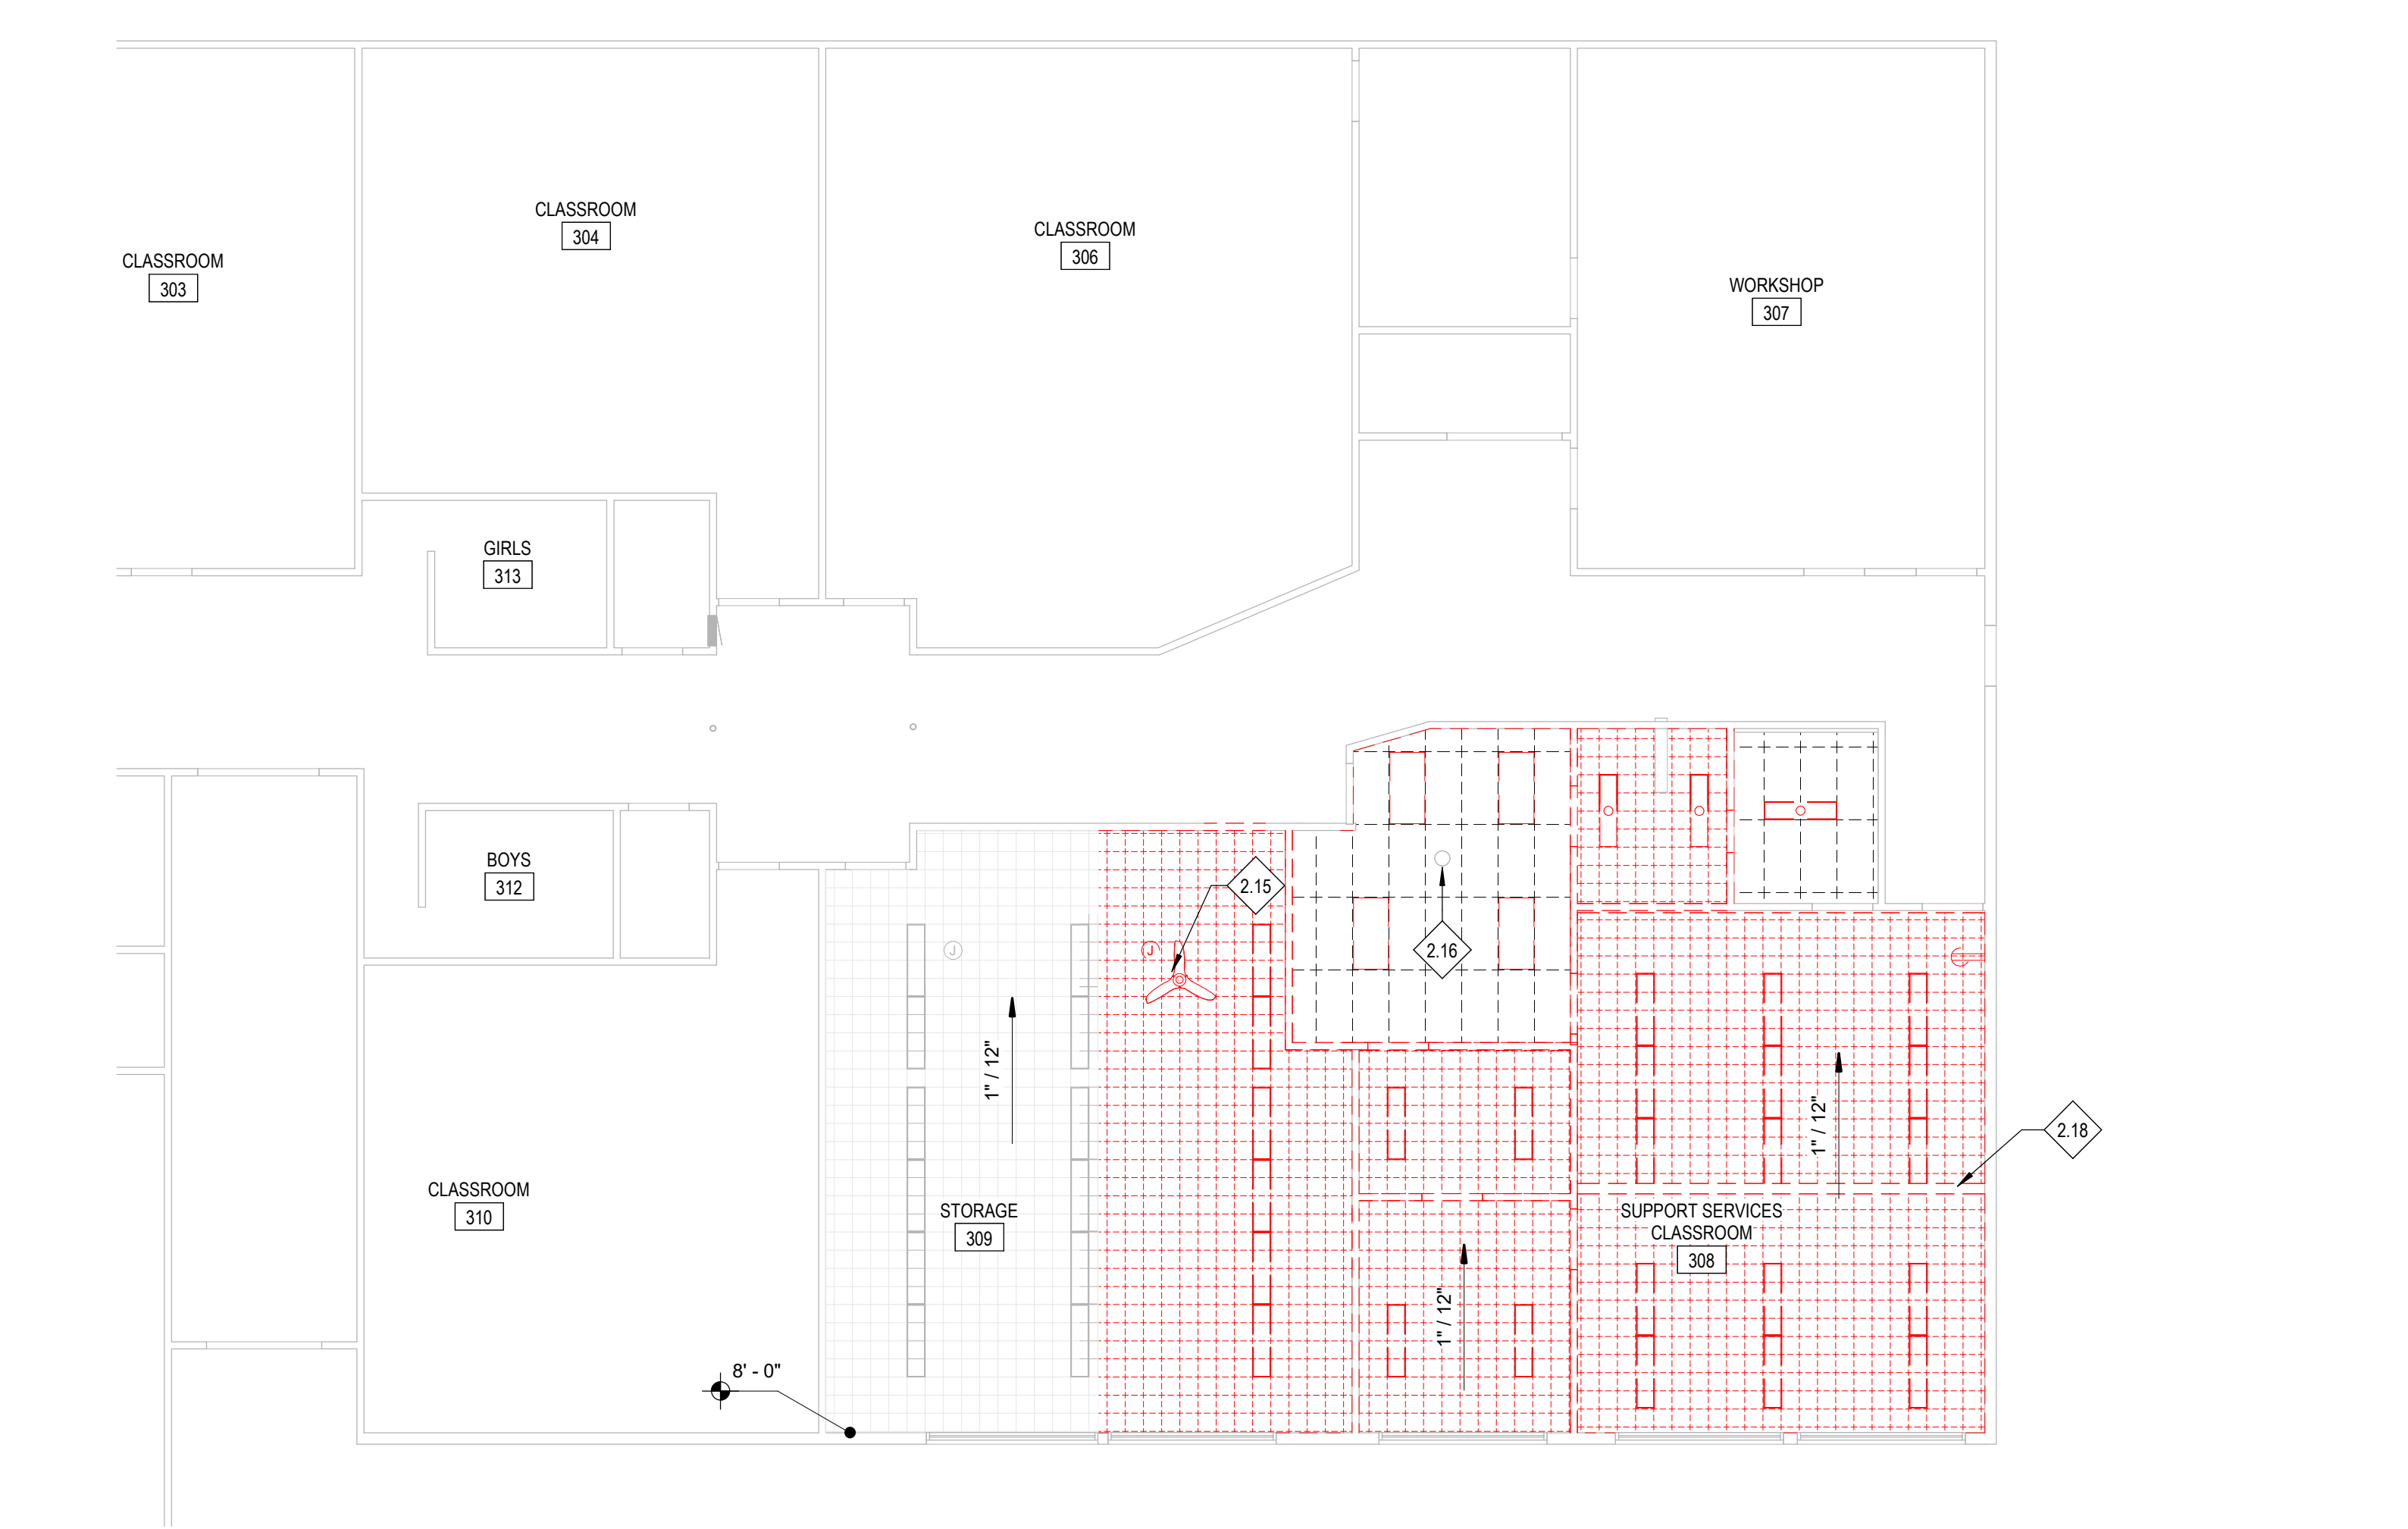 CLASSROOM
304
CLASSROOM
306
CLASSROOM
303
WORKSHOP
307
GIRLS
313
BOYS
312
2.15
2.16
J
J
1" / 12"
1" / 12"
2.18
CLASSROOM
310
STORAGE
309
SUPPORT SERVICES
CLASSROOM
308
1" / 12"
8' - 0"